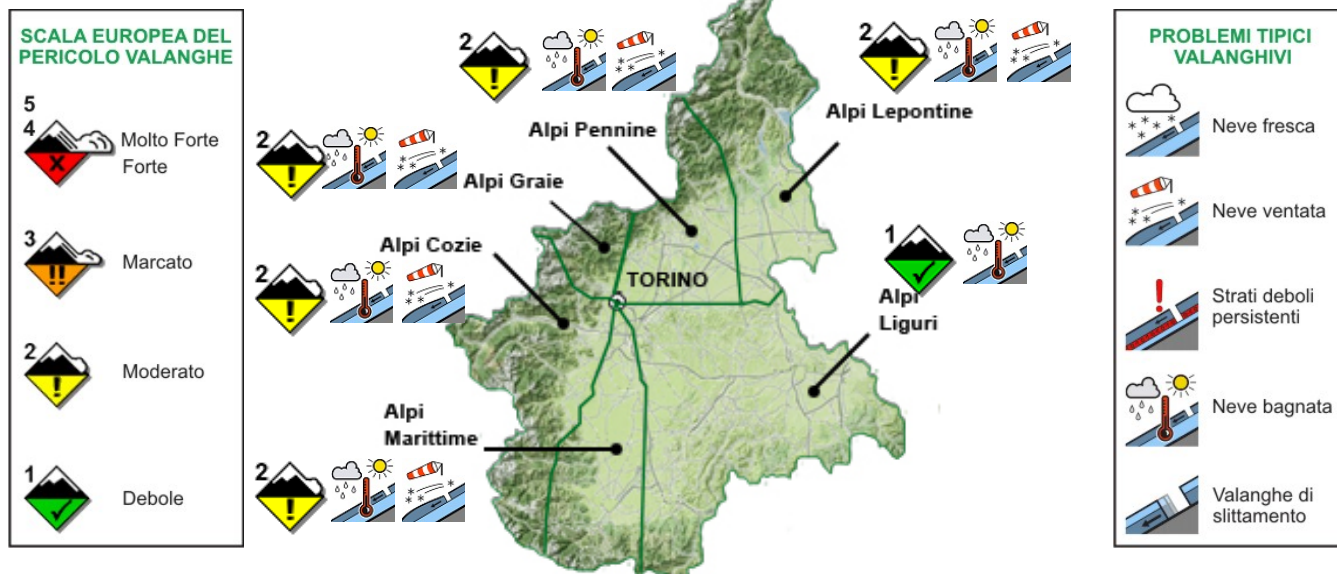 SCALA EUROPEA DEL
PERICOLO VALANGHE
5
4
Molto Forte
Forte
3
Marcato
2
Moderato
1
Debole
2
Alpi Pennine
2
Alpi Lepontine
2
Alpi Graie
2
Alpi Cozie
TORINO
1
Alpi
Liguri
2
Alpi
Marittime
PROBLEMI TIPICI
VALANGHIVI
Neve fresca
Neve ventata
Strati deboli
persistenti
Neve bagnata
Valanghe di
slittamento